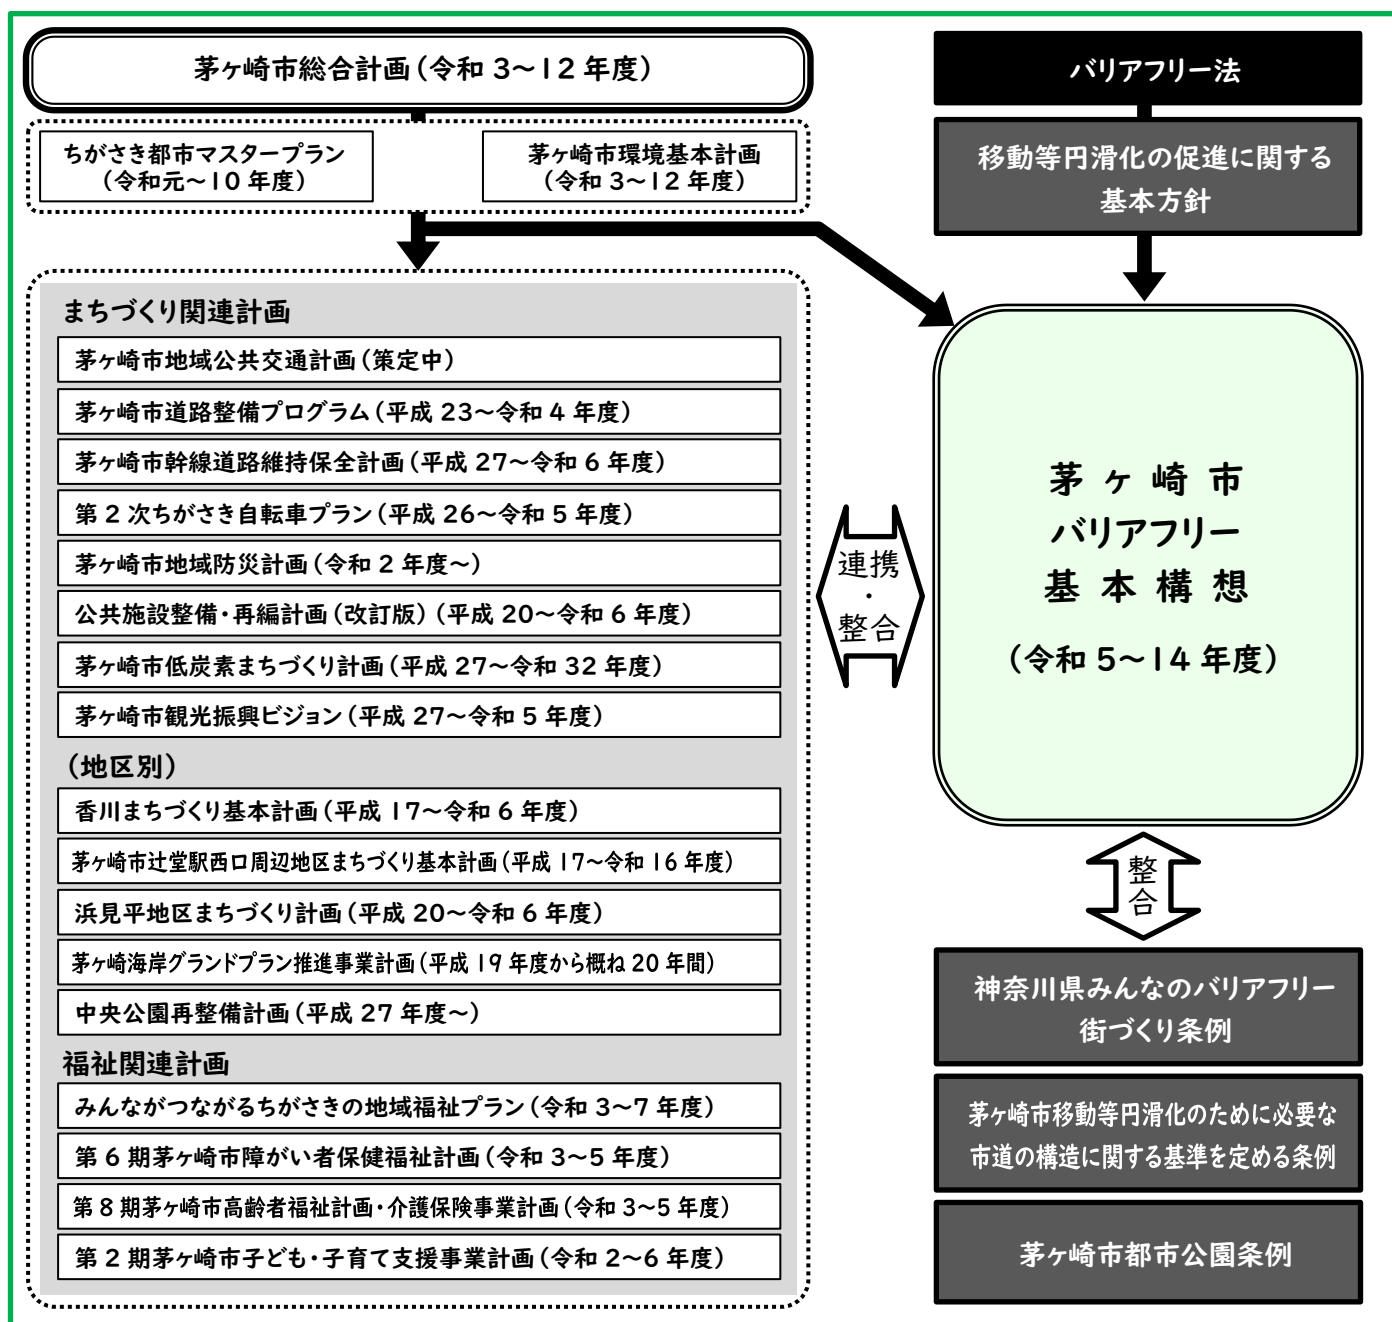 茅ヶ崎市総合計画(令和 3～12 年度)
ちがさき都市マスタープラン
(令和元～10 年度)
茅ヶ崎市環境基本計画
(令和 3～12 年度)
まちづくり関連計画
茅ヶ崎市地域公共交通計画(策定中)
茅ヶ崎市道路整備プログラム(平成 23～令和 4 年度)
茅ヶ崎市幹線道路維持保全計画(平成 27～令和 6 年度)
第 2 次ちがさき自転車プラン(平成 26～令和 5 年度)
茅ヶ崎市地域防災計画(令和 2 年度～)
公共施設整備・再編計画(改訂版)(平成 20～令和 6 年度)
茅ヶ崎市低炭素まちづくり計画(平成 27～令和 32 年度)
茅ヶ崎市観光振興ビジョン(平成 27～令和 5 年度)
(地区別)
香川まちづくり基本計画(平成 17～令和 6 年度)
茅ヶ崎市辻堂駅西口周辺地区まちづくり基本計画(平成 17～令和 16 年度)
浜見平地区まちづくり計画(平成 20～令和 6 年度)
茅ヶ崎海岸グランドプラン推進事業計画(平成 19 年度から概ね 20 年間)
中央公園再整備計画(平成 27 年度～)
福祉関連計画
みんながつながるちがさきの地域福祉プラン(令和 3～7 年度)
第 6 期茅ヶ崎市障がい者保健福祉計画(令和 3～5 年度)
第 8 期茅ヶ崎市高齢者福祉計画・介護保険事業計画(令和 3～5 年度)
第 2 期茅ヶ崎市子ども・子育て支援事業計画(令和 2～6 年度)
連携
・
整合
バリアフリー法
移動等円滑化の促進に関する
基本方針
茅ヶ崎市
バリアフリー
基本構想
(令和 5～14 年度)
整
合
神奈川県みんなのバリアフリー
街づくり条例
茅ヶ崎市移動等円滑化のために必要な
市道の構造に関する基準を定める条例
茅ヶ崎市都市公園条例